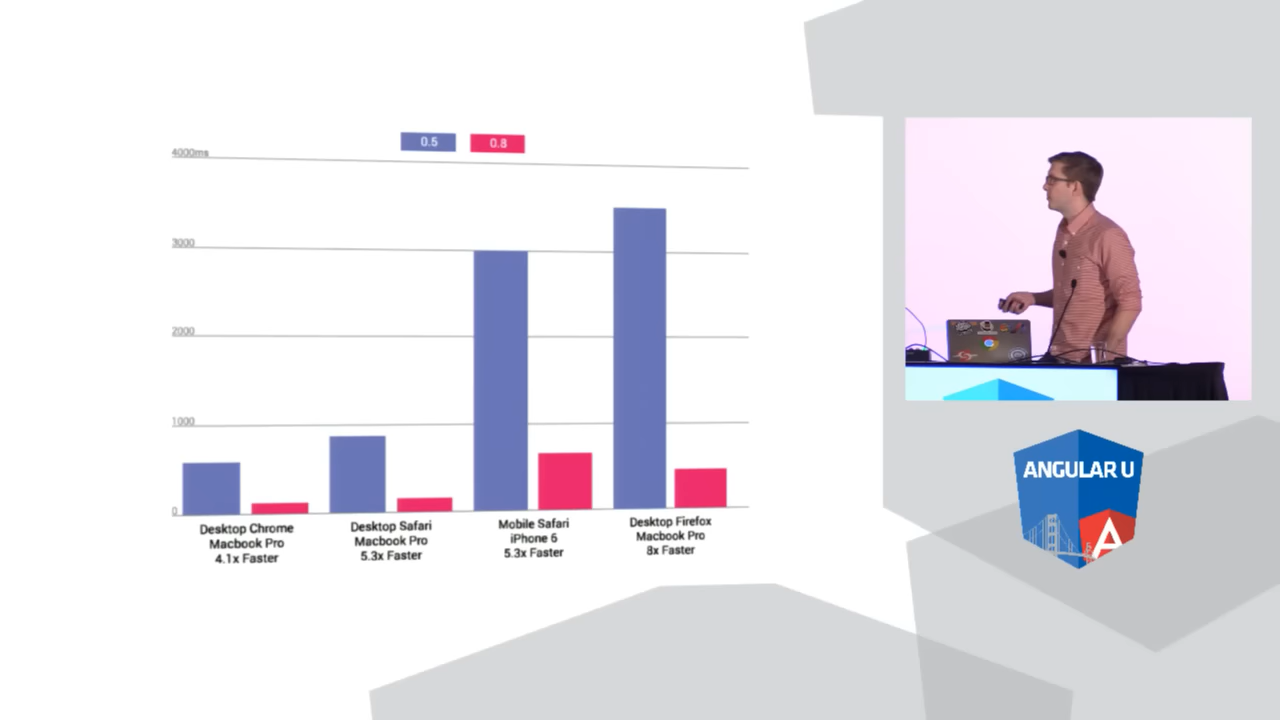 0.5
0.8
4000ms
3000
2000
1000
0
Desktop Chrome
Macbook Pro
4.1x Faster
Desktop Safari
Macbook Pro
5.3x Faster
Mobile Safari
iPhone 6
5.3x Faster
Desktop Firefox
Macbook Pro
8x Faster
ANGULAR U
A